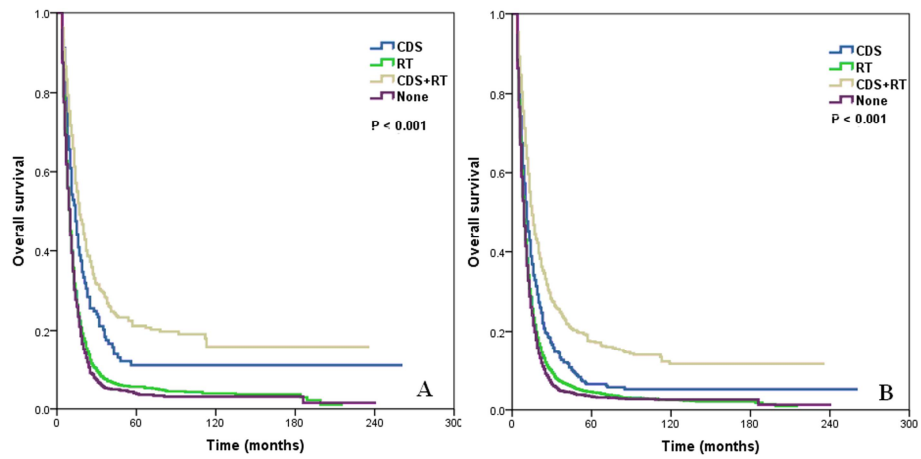 1.0
0.8
0.6
0.4
0.2
0.0
Overall survival
CDS
RT
CDS+RT
None
P < 0.001
A
0 60 120 180 240 300
Time (months)
1.0
0.8
0.6
0.4
0.2
0.0
Overall survival
CDS
RT
CDS+RT
None
P < 0.001
B
0 60 120 180 240 300
Time (months)